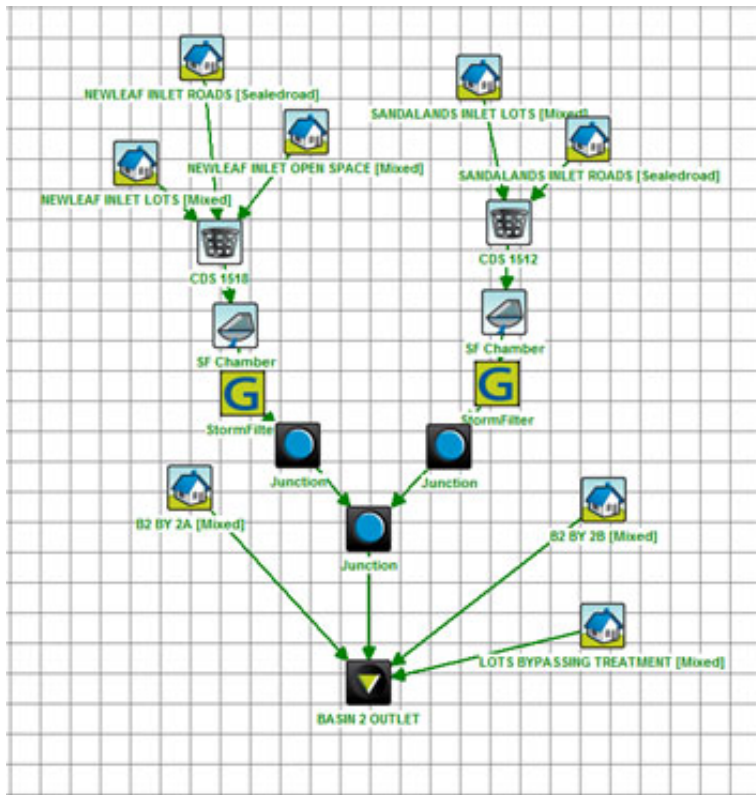 NEWLEAF INLET ROADS [Sealedroad]
SANDALANDS INLET LOTS [Mixed]
NEWLEAF INLET OPEN SPACE [Mixed]
SANDALANDS INLET ROADS [Sealedroad]
NEWLEAF INLET LOTS [Mixed]
CDS 1518
CDS 1512
SF Chamber
SF Chamber
G
G
StormFilter
StormFilter
Junction
Junction
B2 BY 2A [Mixed]
B2 BY 2B [Mixed]
Junction
LOTS BYPASSING TREATMENT [Mixed]
BASIN 2 OUTLET